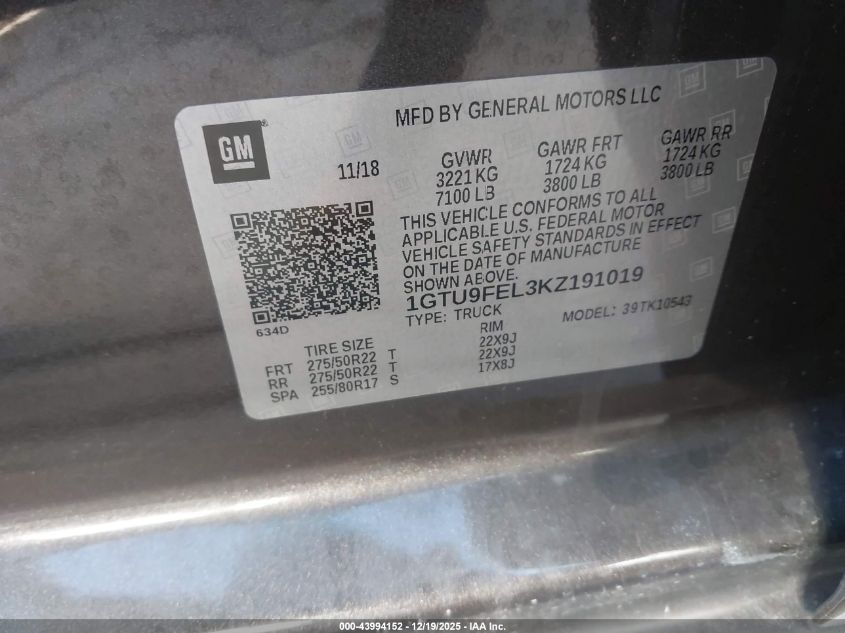 MFD BY GENERAL MOTORS LLC
GM
11/18
GVWR
3221 KG
7100 LB
GAWR FRT
1724 KG
3800 LB
GAWR RR
1724 KG
3800 LB
THIS VEHICLE CONFORMS TO ALL
APPLICABLE U.S. FEDERAL MOTOR
VEHICLE SAFETY STANDARDS IN EFFECT
ON THE DATE OF MANUFACTURE
SHOWN ABOVE.
1GTU9FEL3KZ191019
TYPE: TRUCK MODEL: 39TK10543
634D
TIRE SIZE RIM
FRT 275/50R22 T 22X9J
RR 275/50R22 T 22X9J
SPA 255/80R17 S 17X8J
000-43994152 - 12/19/2025 - IAA Inc.